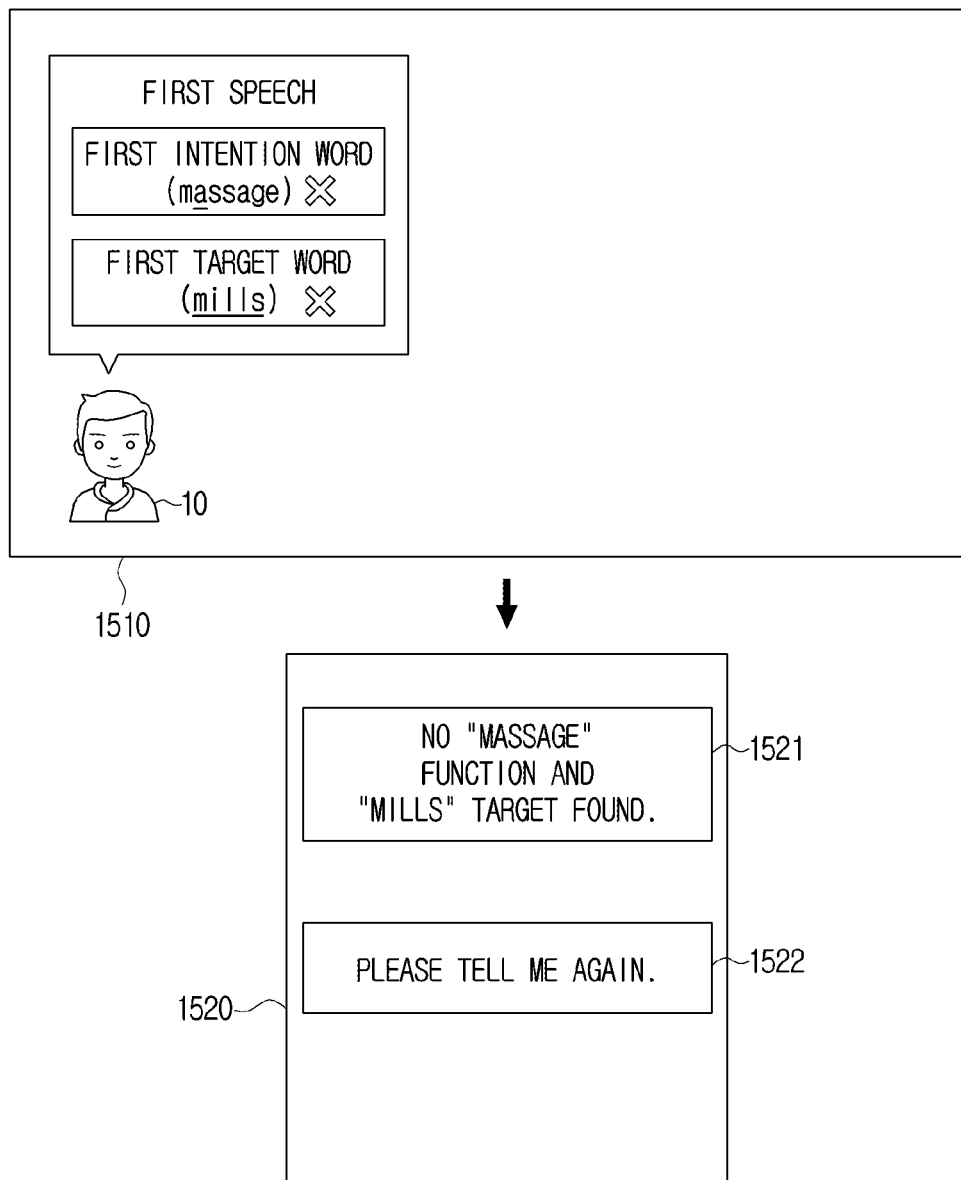 FIRST SPEECH
FIRST INTENTION WORD
(massage)
FIRST TARGET WORD
(mills)
10
1510
NO "MASSAGE"
FUNCTION AND
"MILLS" TARGET FOUND.
1521
PLEASE TELL ME AGAIN.
1522
1520